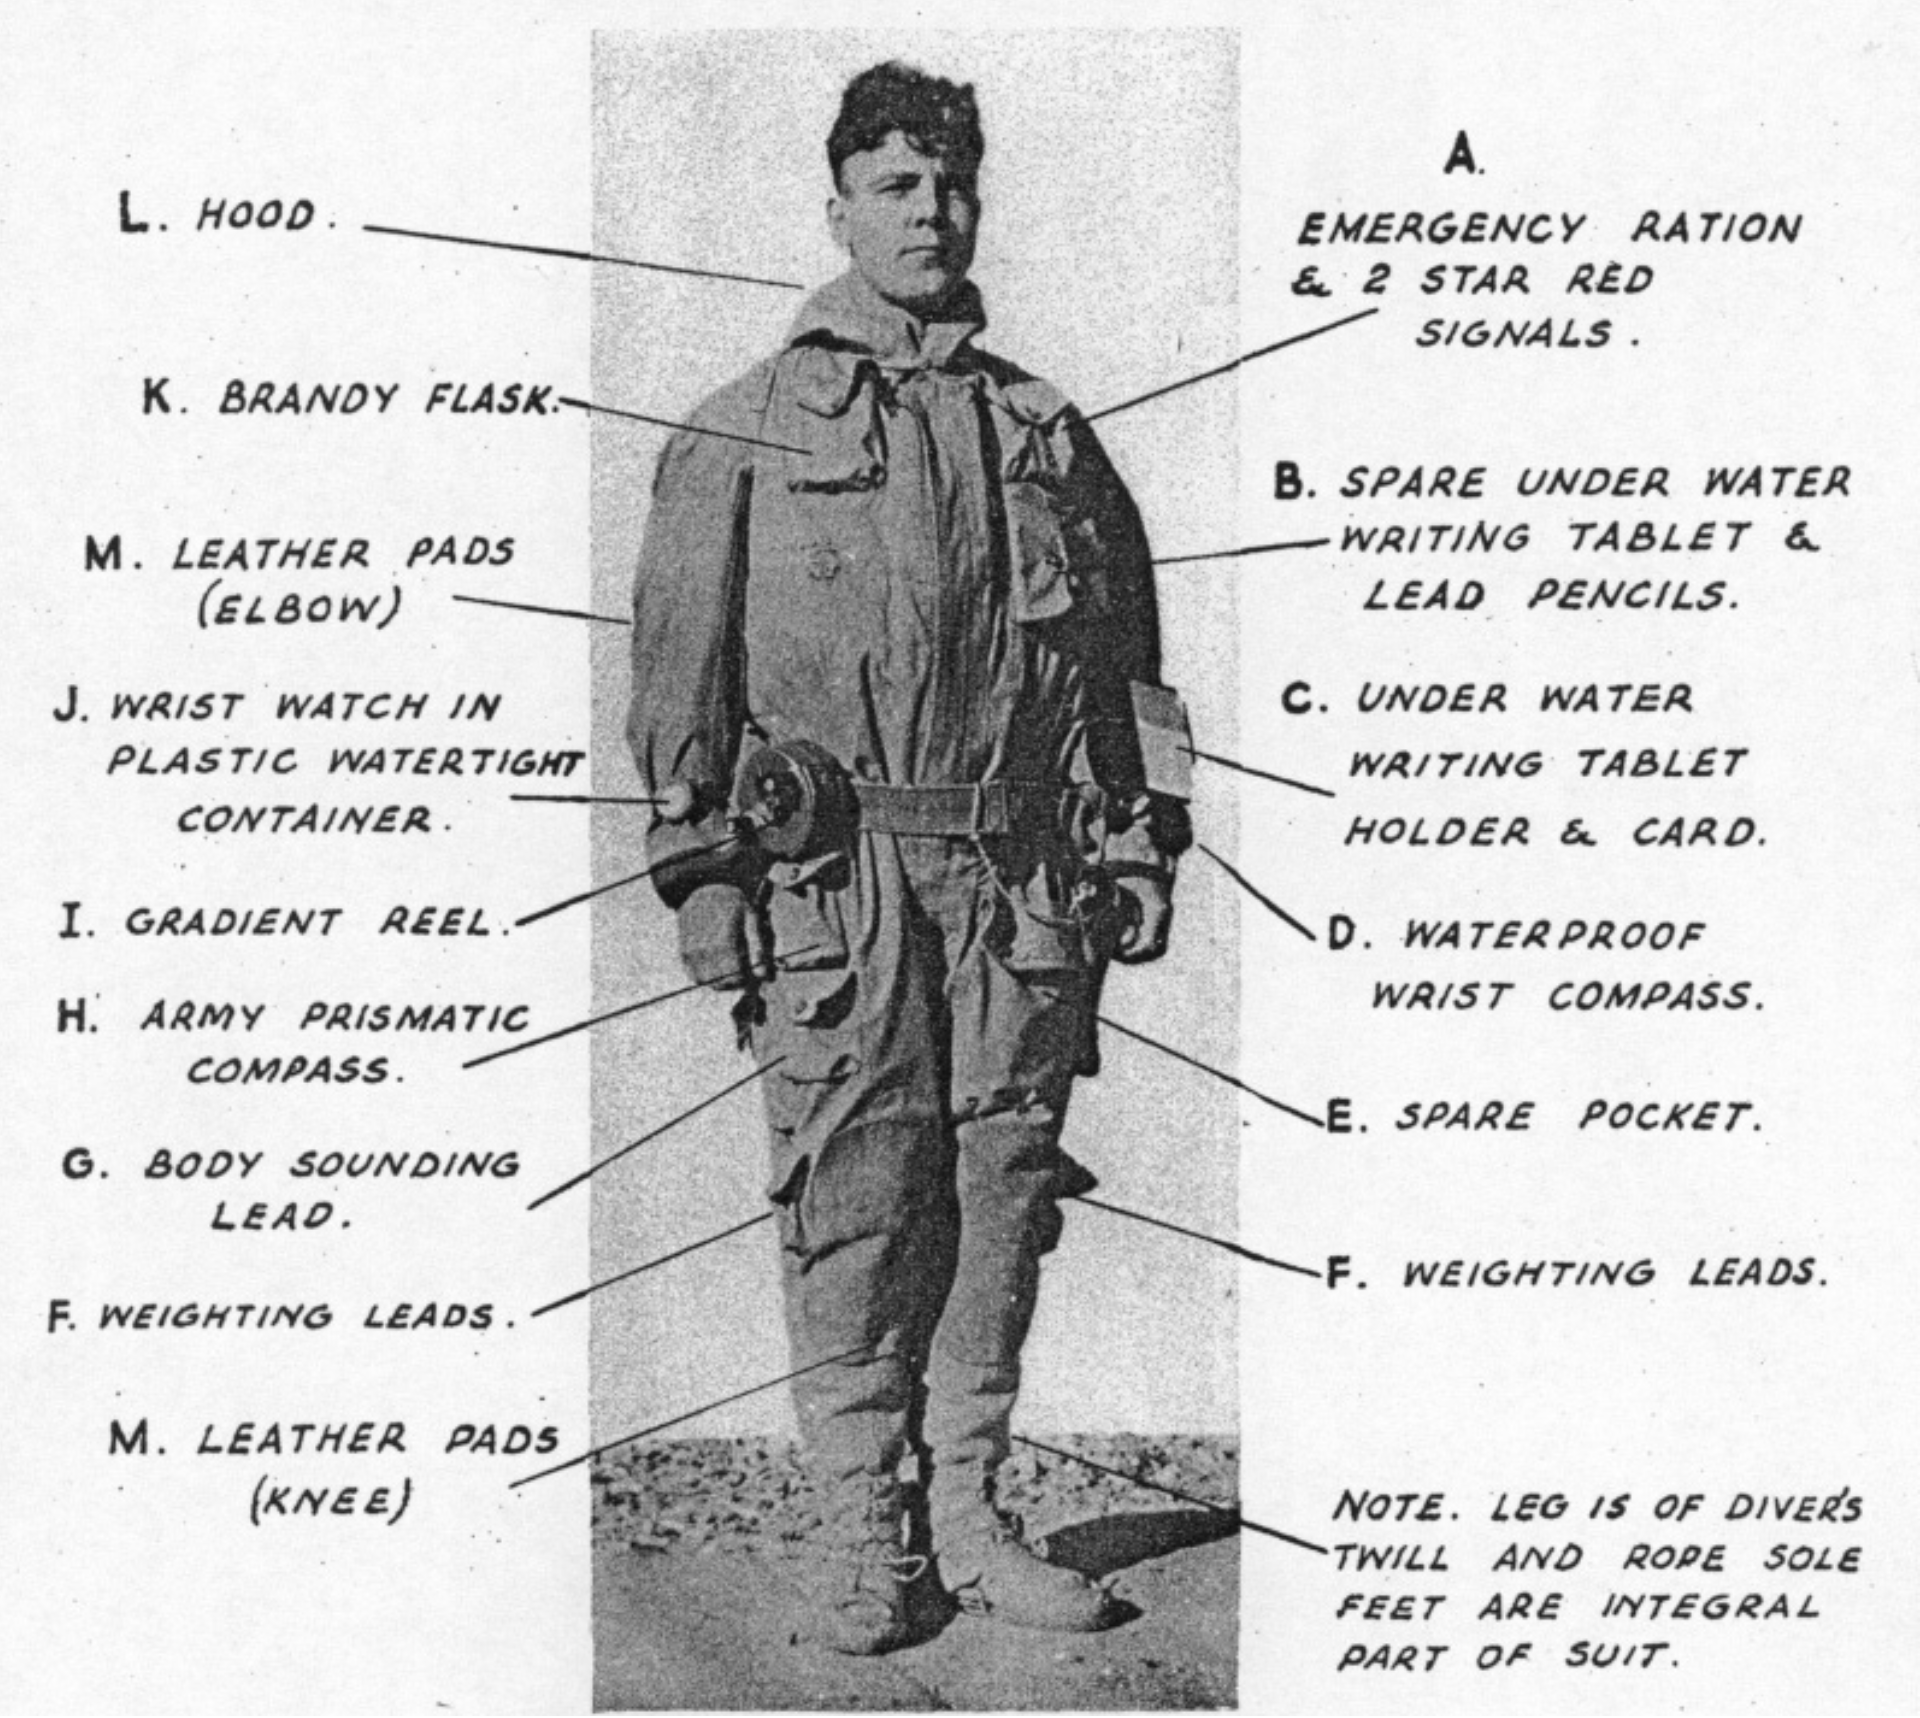 L. HOOD.
K. BRANDY FLASK.
M. LEATHER PADS
(ELBOW)
J. WRIST WATCH IN
PLASTIC WATERTIGHT
CONTAINER.
I. GRADIENT REEL.
H. ARMY PRISMATIC
COMPASS.
G. BODY SOUNDING
LEAD.
F. WEIGHTING LEADS.
M. LEATHER PADS
(KNEE)
A.
EMERGENCY RATION
& 2 STAR RED
SIGNALS.
B. SPARE UNDER WATER
WRITING TABLET &
LEAD PENCILS.
C. UNDER WATER
WRITING TABLET
HOLDER & CARD.
D. WATERPROOF
WRIST COMPASS.
E. SPARE POCKET.
F. WEIGHTING LEADS.
NOTE. LEG IS OF DIVER'S
TWILL AND ROPE SOLE
FEET ARE INTEGRAL
PART OF SUIT.